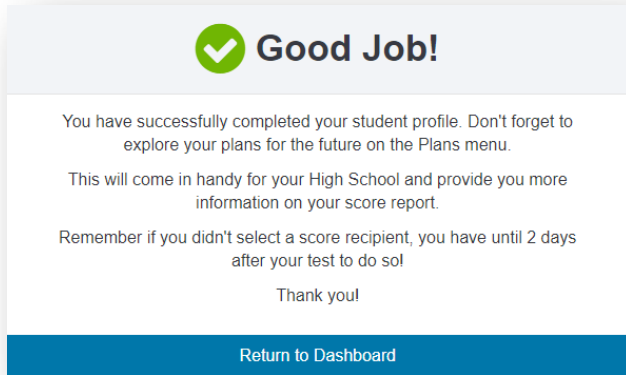 Good Job!
You have successfully completed your student profile. Don't forget to
explore your plans for the future on the Plans menu.
This will come in handy for your High School and provide you more
information on your score report.
Remember if you didn't select a score recipient, you have until 2 days
after your test to do so!
Thank you!
Return to Dashboard